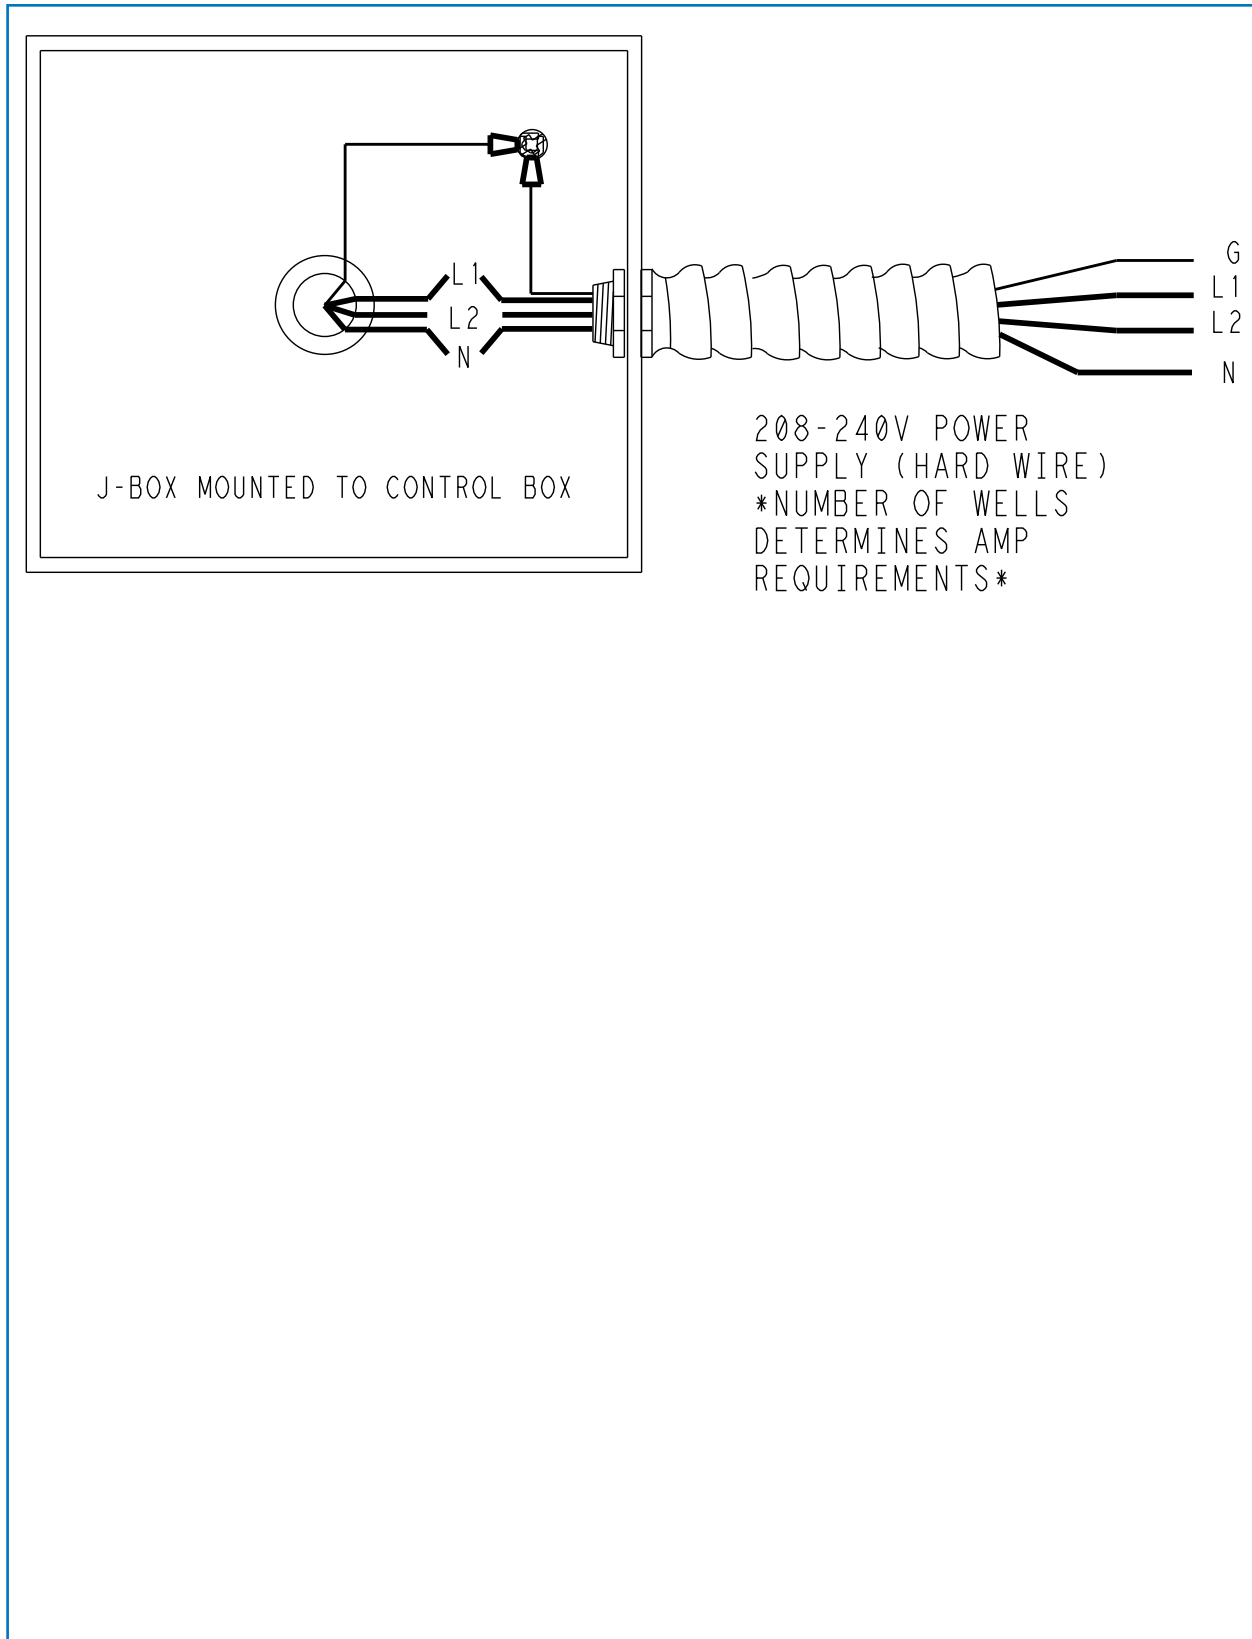 G
L1
L2
N
L1
L2
N
208-240V POWER
SUPPLY (HARD WIRE)
*NUMBER OF WELLS
DETERMINES AMP
REQUIREMENTS*
J-BOX MOUNTED TO CONTROL BOX